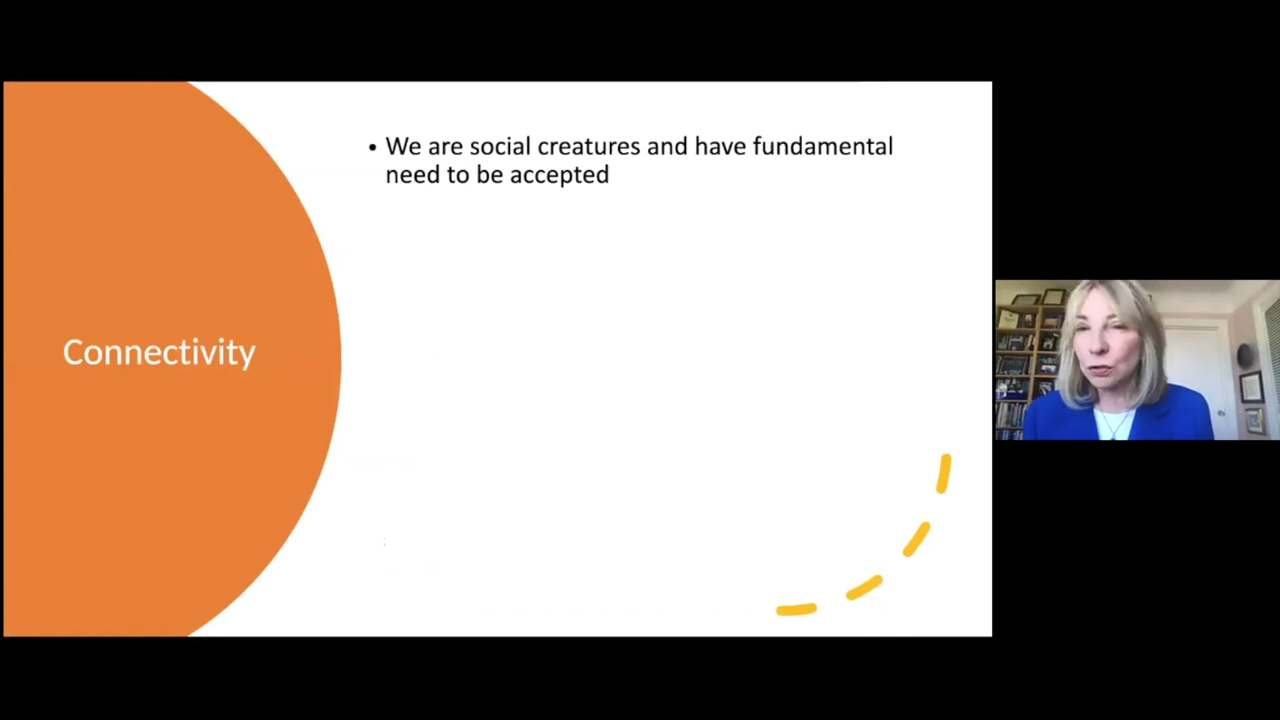 Connectivity
• We are social creatures and have fundamental
need to be accepted